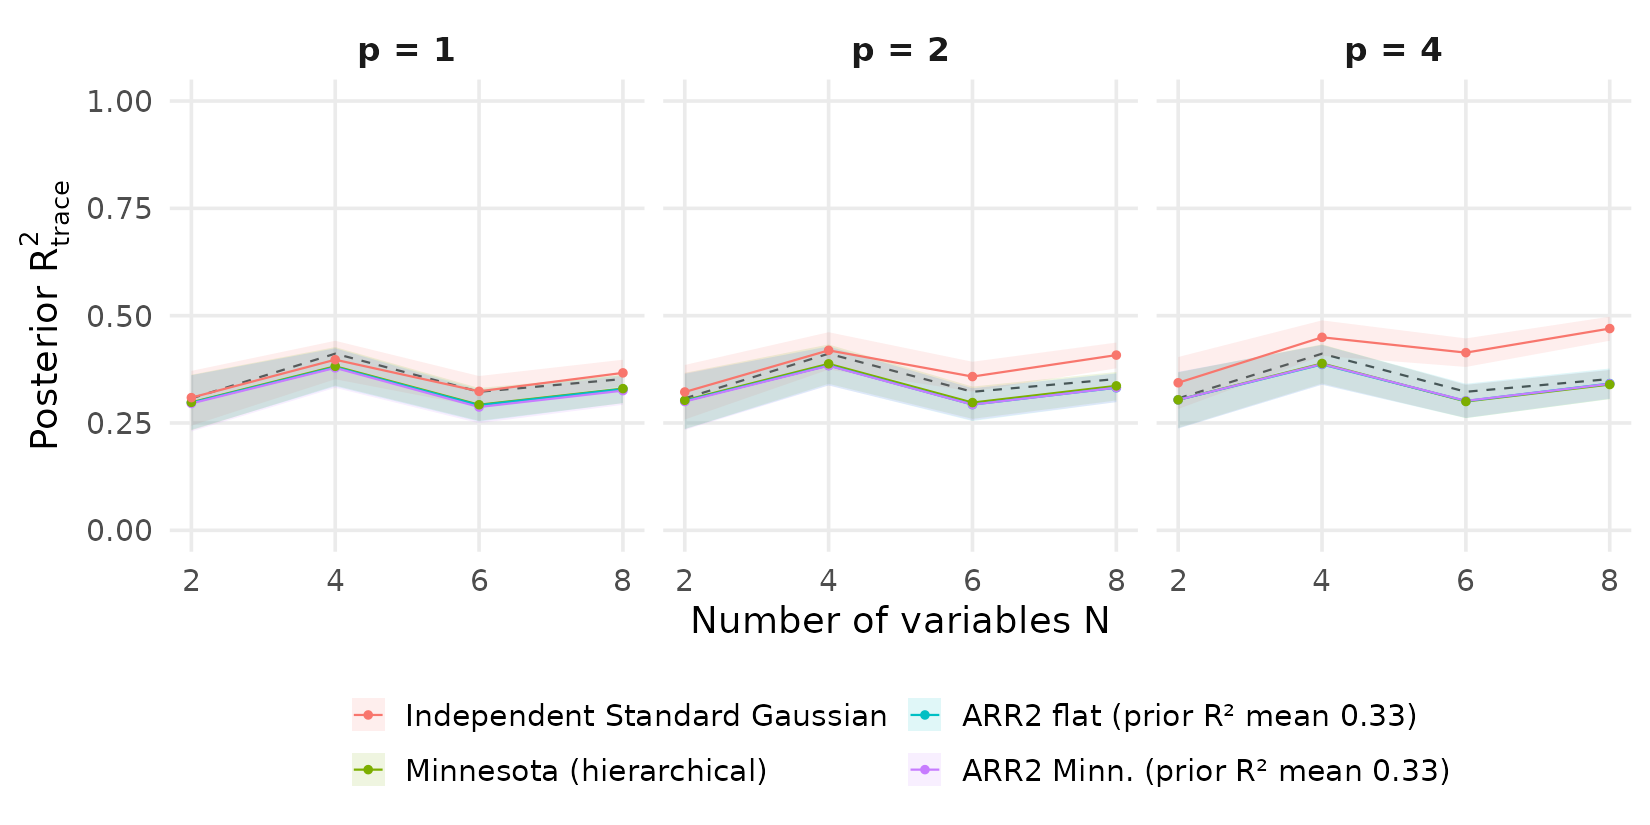 p = 1
p = 2
p = 4
Posterior R²trace
1.00
0.75
0.50
0.25
0.00
2 4 6 8
2 4 6 8
2 4 6 8
Number of variables N
Independent Standard Gaussian
Minnesota (hierarchical)
ARR2 flat (prior R² mean 0.33)
ARR2 Minn. (prior R² mean 0.33)